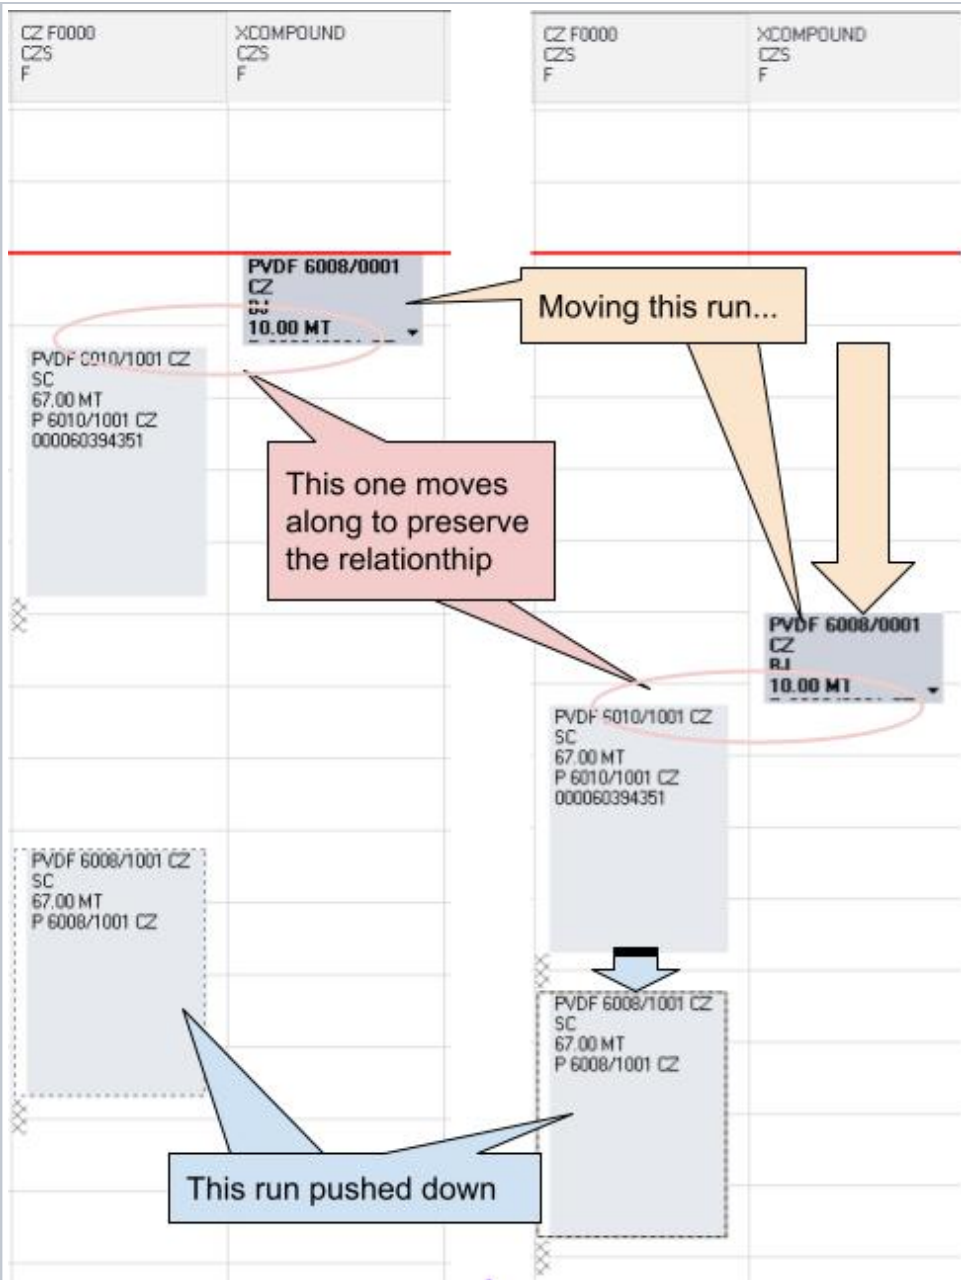 CZ F0000
CZS
F
XCOMPOUND
CZS
F
PVDF 6008/0001
CZ
BJ
10.00 MT
PVDF 6010/1001 CZ
SC
67.00 MT
P 6010/1001 CZ
000060394351
This one moves
along to preserve
the relationthip
PVDF 6008/1001 CZ
SC
67.00 MT
P 6008/1001 CZ
This run pushed down
CZ F0000
CZS
F
XCOMPOUND
CZS
F
Moving this run...
PVDF 6008/0001
CZ
BJ
10.00 MT
PVDF 6010/1001 CZ
SC
67.00 MT
P 6010/1001 CZ
000060394351
PVDF 6008/1001 CZ
SC
67.00 MT
P 6008/1001 CZ